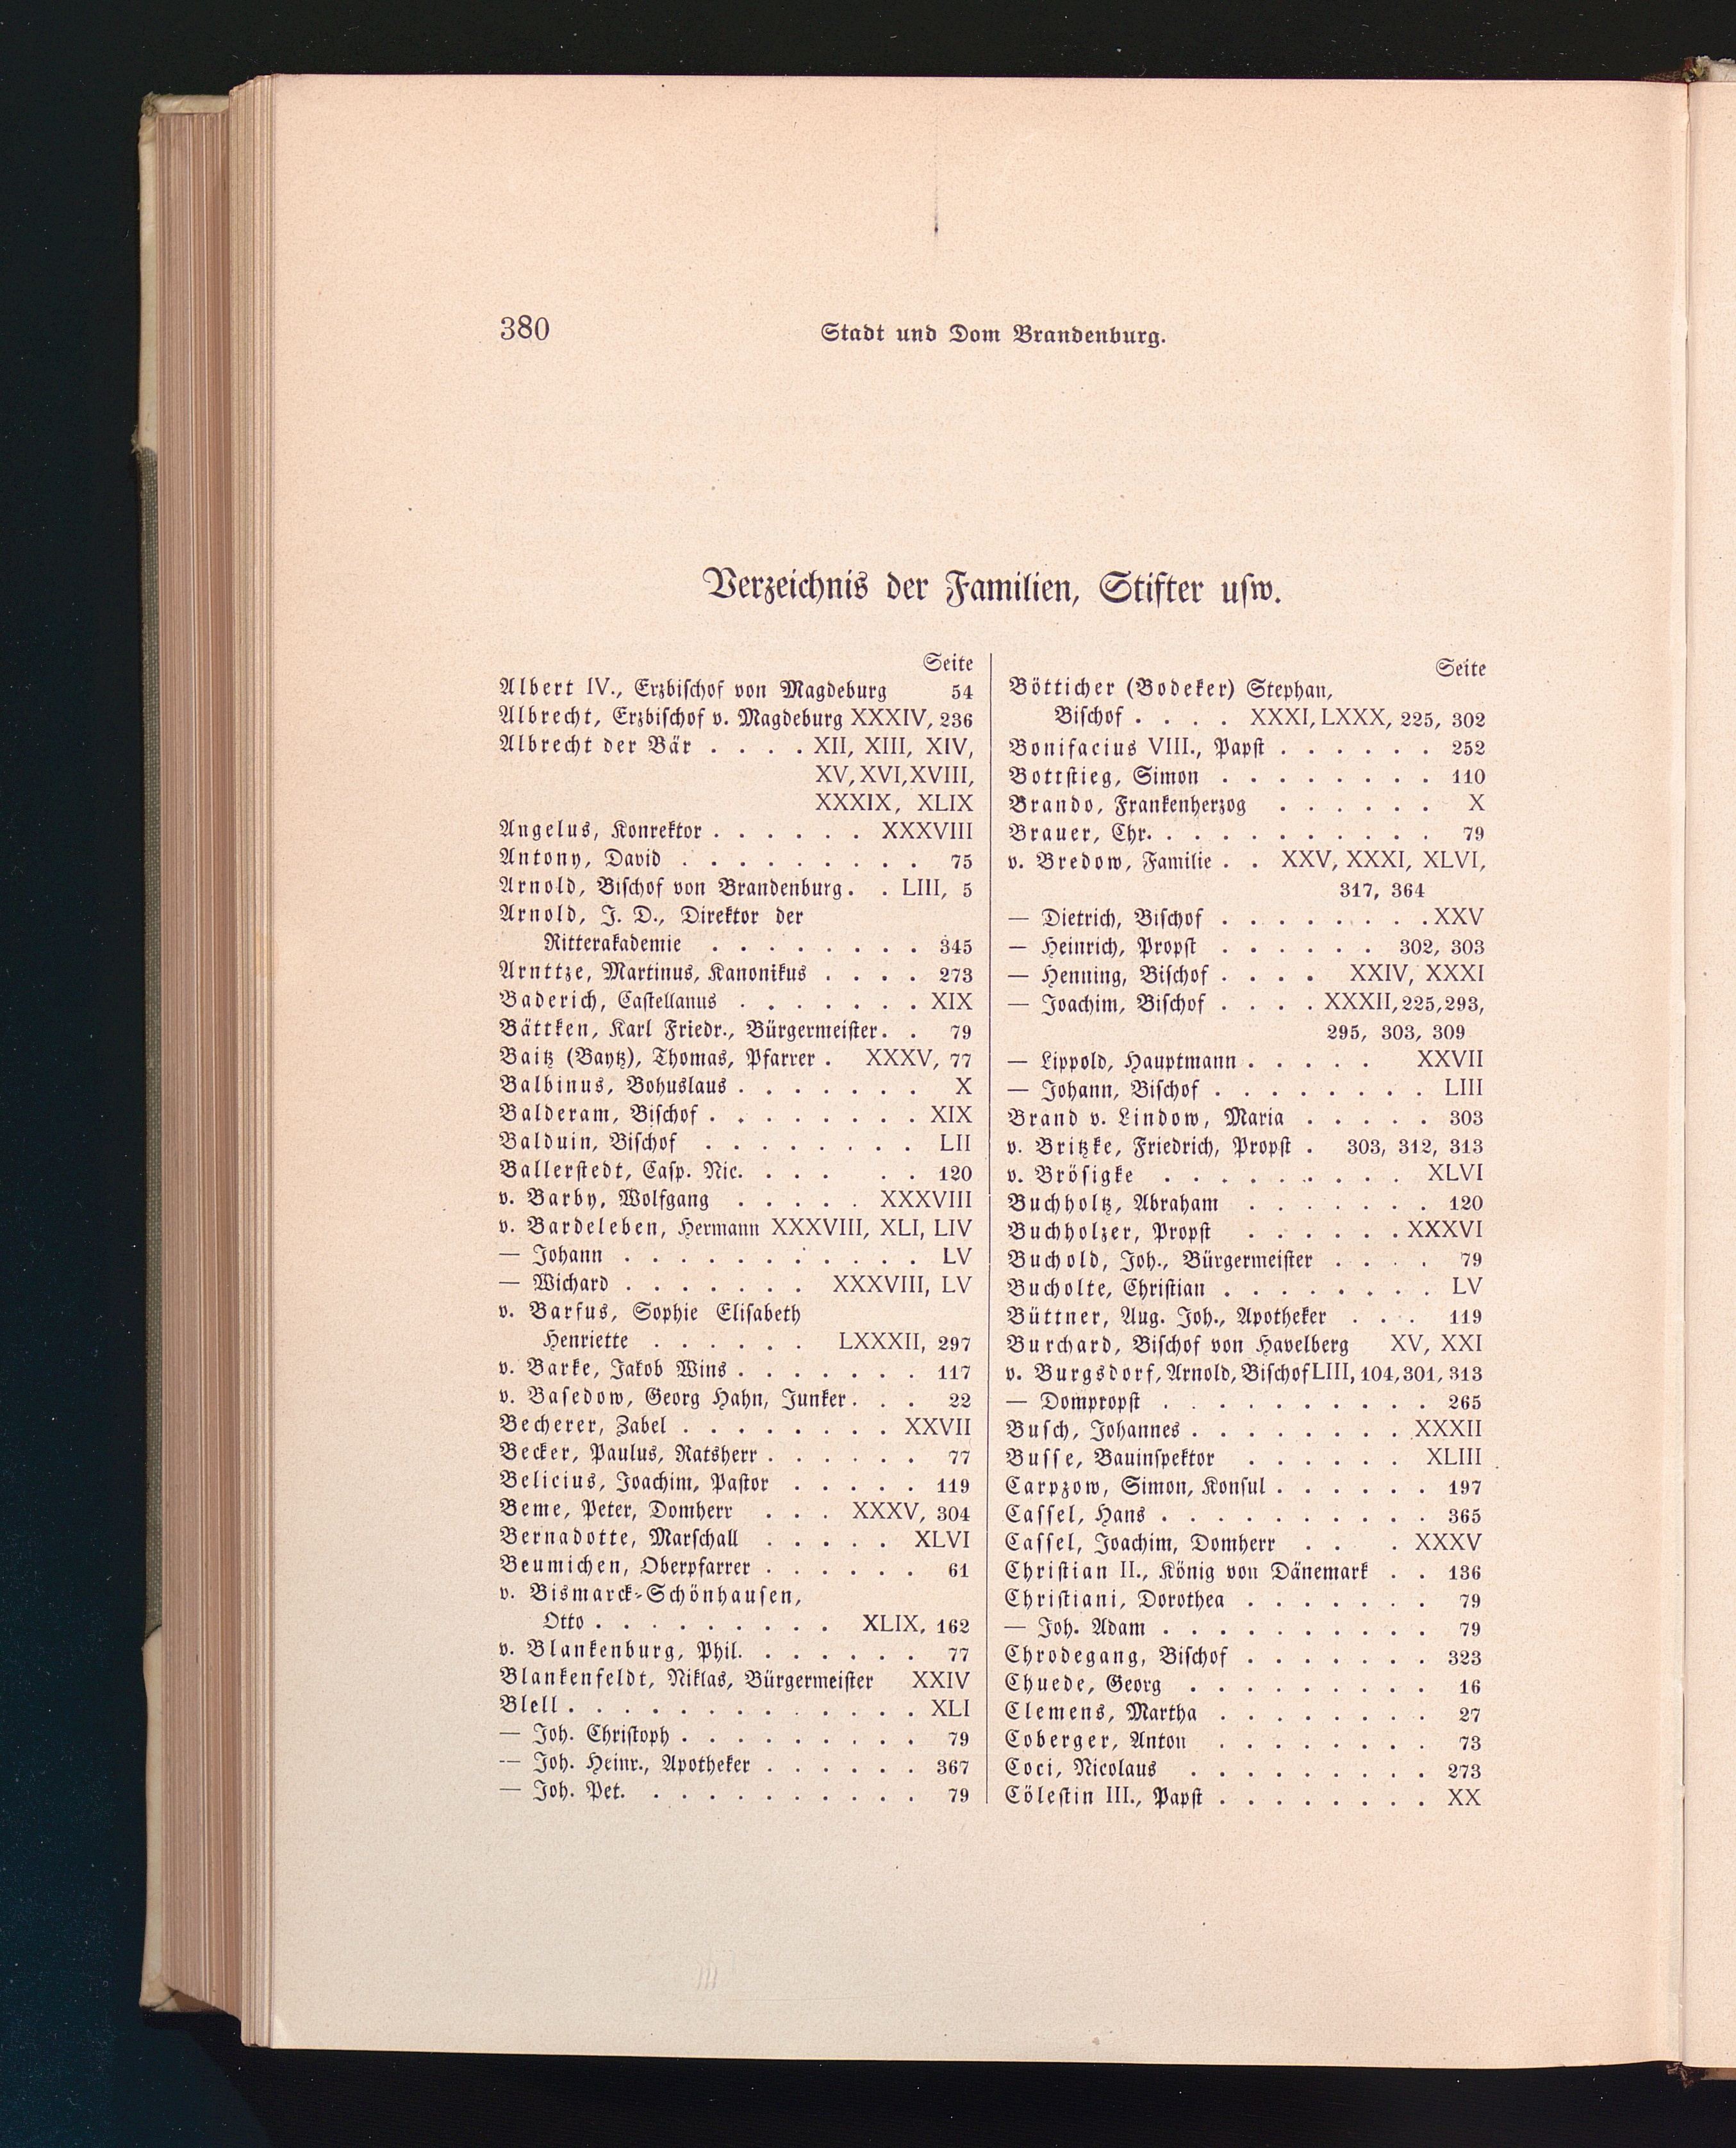 380
Stadt und Dom Brandenburg.
Verzeichnis der Familien, Stifter usw.
Seite
Albert IV., Erzbischof von Magdeburg 54
Albrecht, Erzbischof v. Magdeburg XXXIV, 236
Albrecht der Bär . . . . XII, XIII, XIV,
XV, XVI, XVIII,
XXXIX, XLIX
Angelus, Konrektor . . . . . . XXXVIII
Antony, David . . . . . . . . . 75
Arnold, Bischof von Brandenburg . . LIII, 5
Arnold, J. D., Direktor der
Ritterakademie . . . . . . . . 345
Arnttze, Martinus, Kanonikus . . . . 273
Baderich, Castellanus . . . . . . . XIX
Bättken, Karl Friedr., Bürgermeister . . 79
Baitz (Baytz), Thomas, Pfarrer . XXXV, 77
Balbinus, Bohuslaus . . . . . . . X
Balderam, Bischof . . . . . . . . XIX
Balduin, Bischof . . . . . . . . LII
Ballerstedt, Casp. Nic. . . . . . 120
v. Barby, Wolfgang . . . . . XXXVIII
v. Bardeleben, Hermann XXXVIII, XLI, LIV
— Johann . . . . . . . . . . . LV
— Wichard . . . . . . . XXXVIII, LV
v. Barfus, Sophie Elisabeth
Henriette . . . . . . LXXXII, 297
v. Barke, Jakob Wins . . . . . . . 117
v. Basedow, Georg Hahn, Junker . . . 22
Becherer, Zabel . . . . . . . . XXVII
Becker, Paulus, Ratsherr . . . . . . 77
Belicius, Joachim, Pastor . . . . . 119
Beme, Peter, Domherr . . . XXXV, 304
Bernadotte, Marschall . . . . . XLVI
Beumichen, Oberpfarrer . . . . . . 61
v. Bismarck-Schönhausen,
Otto . . . . . . . . . XLIX, 162
v. Blankenburg, Phil. . . . . . . 77
Blankenfeldt, Niklas, Bürgermeister XXIV
Blell . . . . . . . . . . . . . XLI
— Joh. Christoph . . . . . . . . . 79
— Joh. Heinr., Apotheker . . . . . . 367
— Joh. Pet. . . . . . . . . . . 79
Seite
Bötticher (Bodeker) Stephan,
Bischof . . . . XXXI, LXXX, 225, 302
Bonifacius VIII., Papst . . . . . . 252
Bottstieg, Simon . . . . . . . . 110
Brando, Frankenherzog . . . . . . X
Brauer, Chr. . . . . . . . . . . 79
v. Bredow, Familie . . XXV, XXXI, XLVI,
317, 364
— Dietrich, Bischof . . . . . . . . XXV
— Heinrich, Propst . . . . . . 302, 303
— Henning, Bischof . . . . XXIV, XXXI
— Joachim, Bischof . . . . XXXII, 225, 293,
295, 303, 309
— Lippold, Hauptmann . . . . . XXVII
— Johann, Bischof . . . . . . . . LIII
Brand v. Lindow, Maria . . . . . 303
v. Britzke, Friedrich, Propst . 303, 312, 313
v. Brösigke . . . . . . . . . XLVI
Buchholtz, Abraham . . . . . . . 120
Buchholzer, Propst . . . . . . XXXVI
Buchold, Joh., Bürgermeister . . . . 79
Bucholte, Christian . . . . . . . . LV
Büttner, Aug. Joh., Apotheker . . . 119
Burchard, Bischof von Havelberg XV, XXI
v. Burgsdorf, Arnold, Bischof LIII, 104, 301, 313
— Dompropst . . . . . . . . . . 265
Busch, Johannes . . . . . . . . XXXII
Busse, Bauinspektor . . . . . . XLIII
Carpzow, Simon, Konsul . . . . . . 197
Cassel, Hans . . . . . . . . . . 365
Cassel, Joachim, Domherr . . . . XXXV
Christian II., König von Dänemark . . 136
Christiani, Dorothea . . . . . . . 79
— Joh. Adam . . . . . . . . . . 79
Chrodegang, Bischof . . . . . . . 323
Chuede, Georg . . . . . . . . . 16
Clemens, Martha . . . . . . . . 27
Coberger, Anton . . . . . . . . 73
Coci, Nicolaus . . . . . . . . . 273
Cölestin III., Papst . . . . . . . . XX